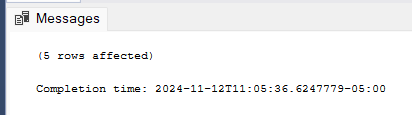 Messages
(5 rows affected)
Completion time: 2024-11-12T11:05:36.6247779-05:00